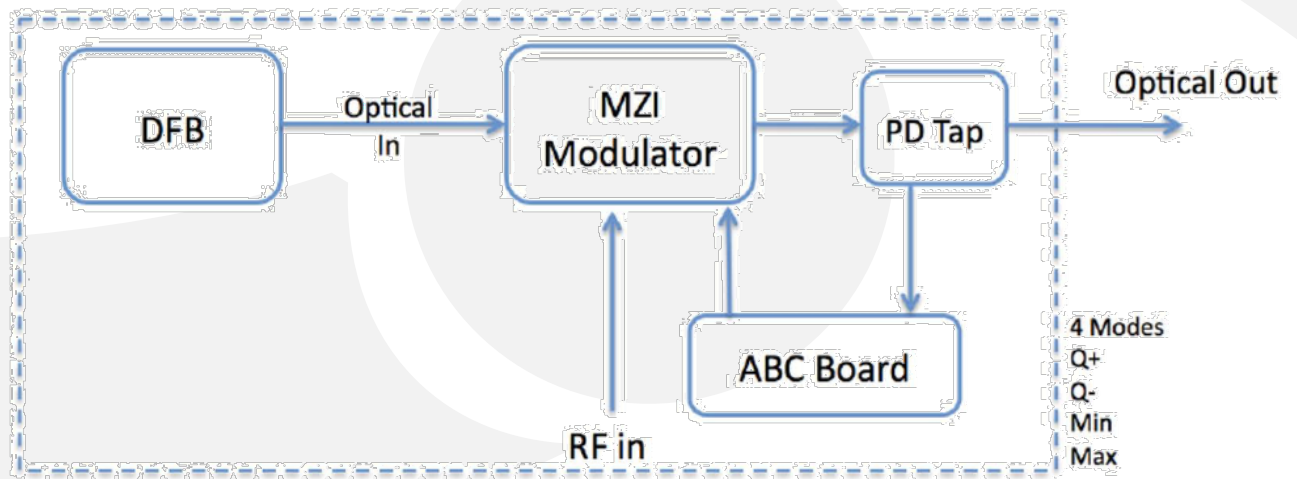 DFB
Optical
In
MZI
Modulator
PD Tap
Optical Out
ABC Board
RF in
4 Modes
Q+
Q-
Min
Max